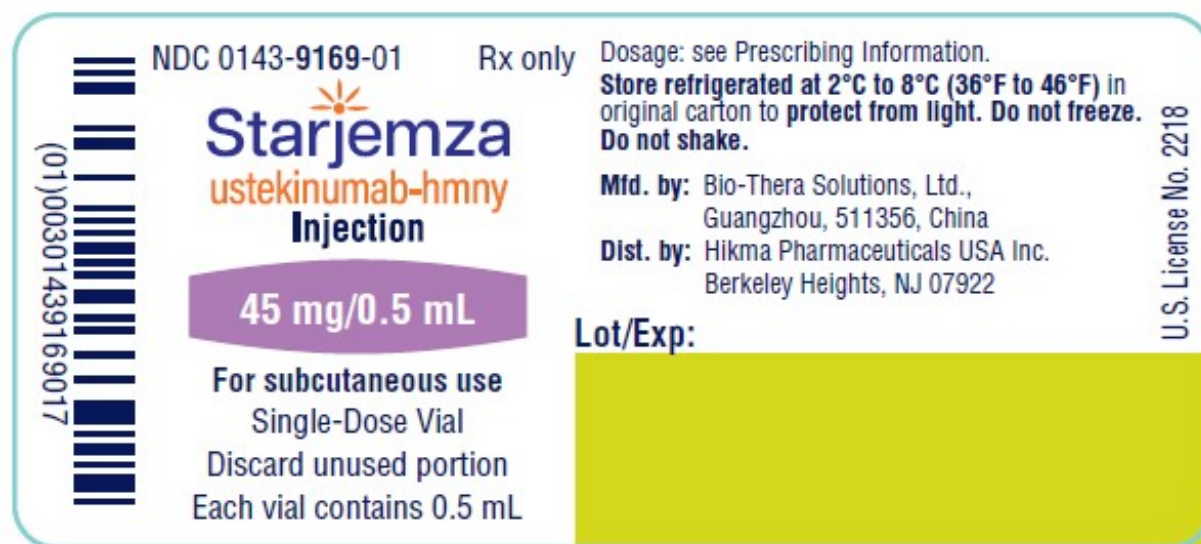 (01)00301439169017
NDC 0143-9169-01 Rx only
Starjemza
ustekinumab-hmny
Injection
45 mg/0.5 mL
For subcutaneous use
Single-Dose Vial
Discard unused portion
Each vial contains 0.5 mL
Dosage: see Prescribing Information.
Store refrigerated at 2°C to 8°C (36°F to 46°F) in
original carton to protect from light. Do not freeze.
Do not shake.
Mfd. by: Bio-Thera Solutions, Ltd.,
Guangzhou, 511356, China
Dist. by: Hikma Pharmaceuticals USA Inc.
Berkeley Heights, NJ 07922
Lot/Exp:
U.S. License No. 2218